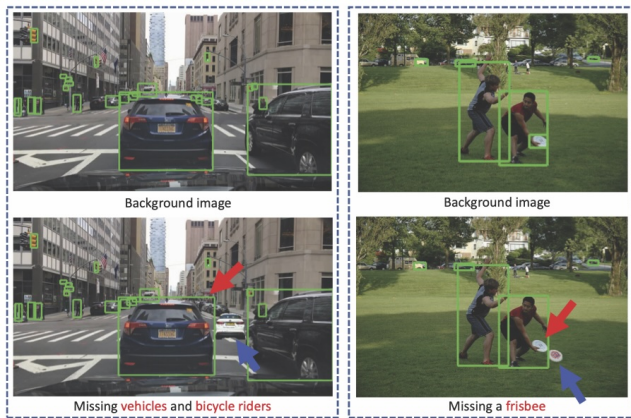 Background image
Background image
Missing vehicles and bicycle riders
Missing a frisbee